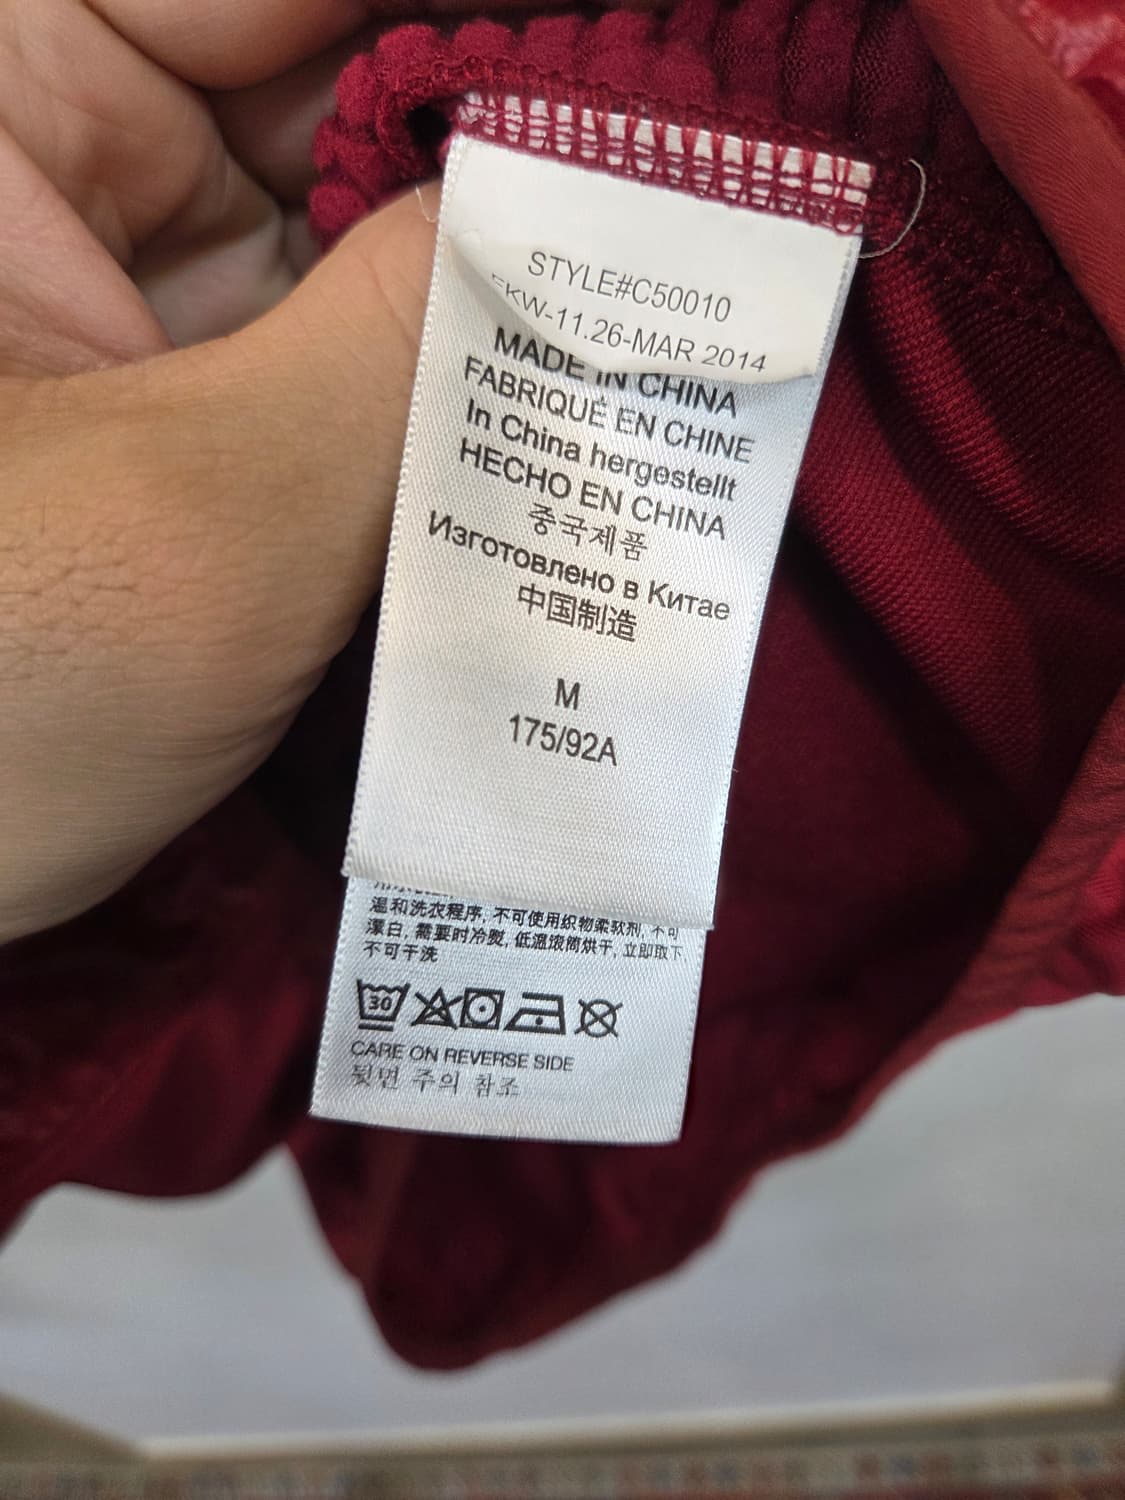 STYLE#C50010
FKW-11.26-MAR 2014
MADE IN CHINA
FABRIQUÉ EN CHINE
In China hergestellt
HECHO EN CHINA
중국제품
Изготовлено в Китае
中国制造
M
175/92A
温和洗衣程序, 不可使用织物柔软剂, 不可
漂白, 需要时冷熨, 低温滚筒烘干, 立即取下
不可干洗
30
CARE ON REVERSE SIDE
뒷면 주의 참조